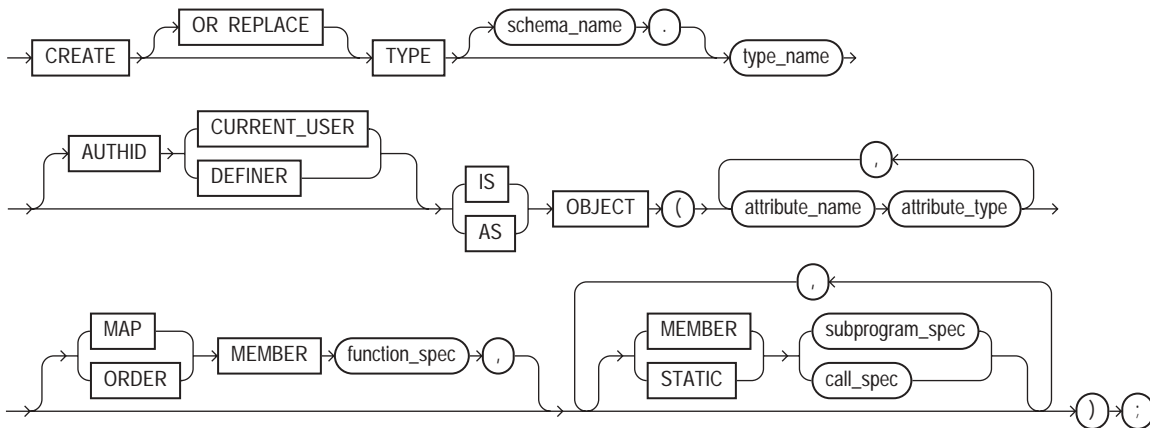 OR REPLACE schema_name .
CREATE TYPE type_name
CURRENT_USER
AUTHID
DEFINER
IS ,
OBJECT ( attribute_name attribute_type
AS
,
MAP MEMBER subprogram_spec
MEMBER function_spec ,
ORDER STATIC call_spec
) ;